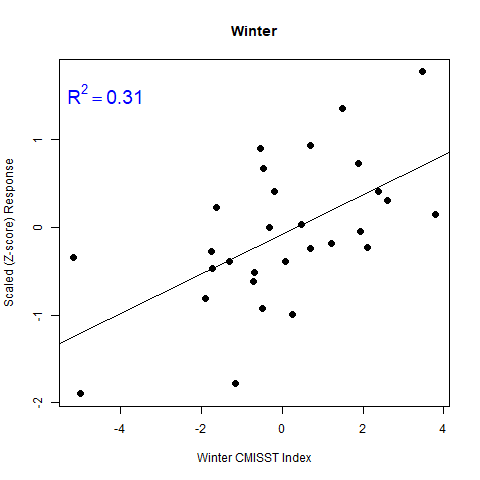 Winter
R² = 0.31
Scaled (Z-score) Response
1
0
-1
-2
-4 -2 0 2 4
Winter CMISST Index